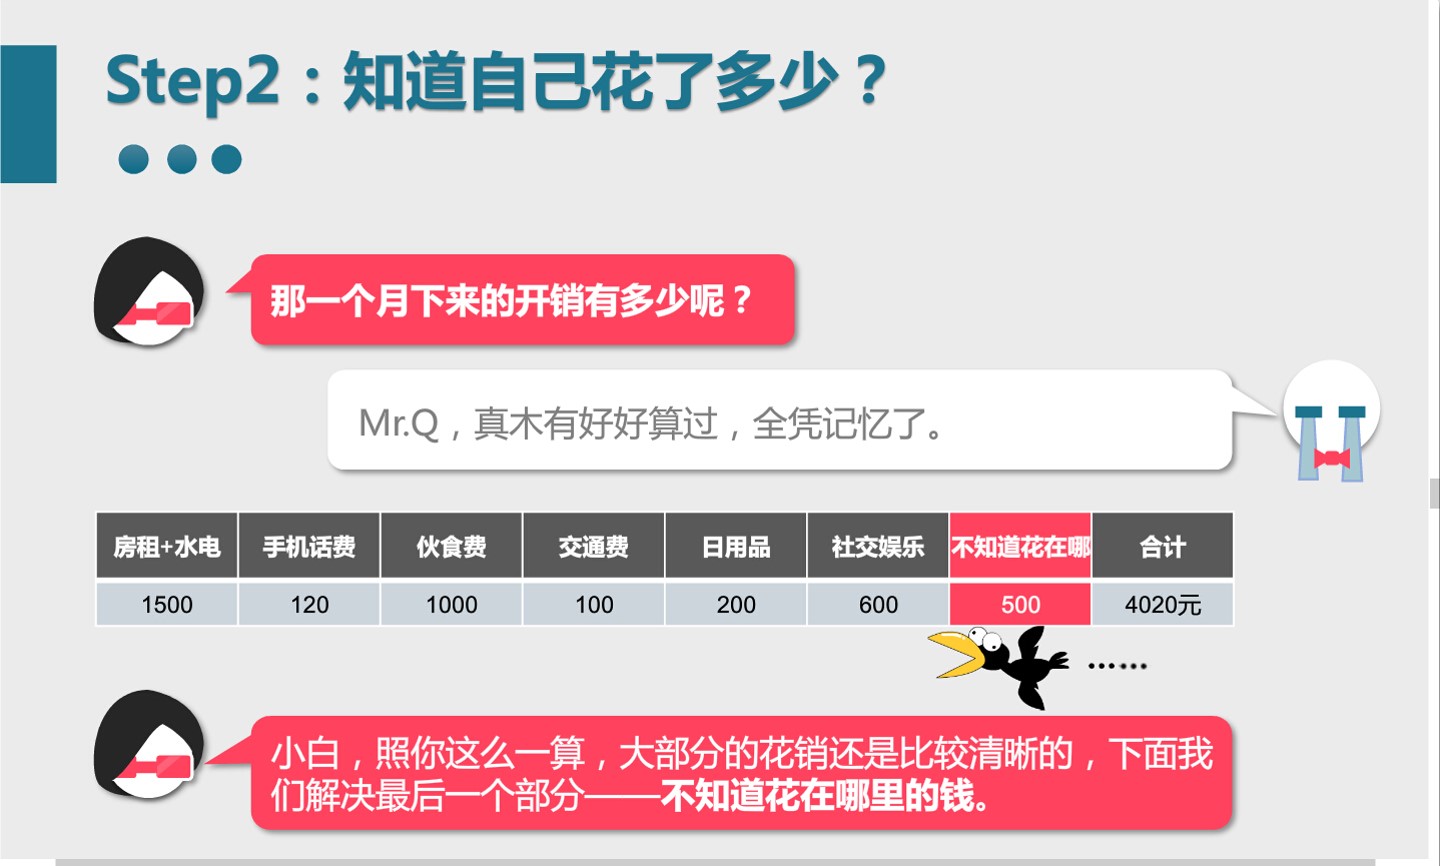 Step2：知道自己花了多少？
那一个月下来的开销有多少呢？
Mr.Q，真木有好好算过，全凭记忆了。
房租+水电 手机话费 伙食费 交通费 日用品 社交娱乐 不知道花在哪 合计
1500 120 1000 100 200 600 500 4020元
……
小白，照你这么一算，大部分的花销还是比较清晰的，下面我
们解决最后一个部分——不知道花在哪里的钱。